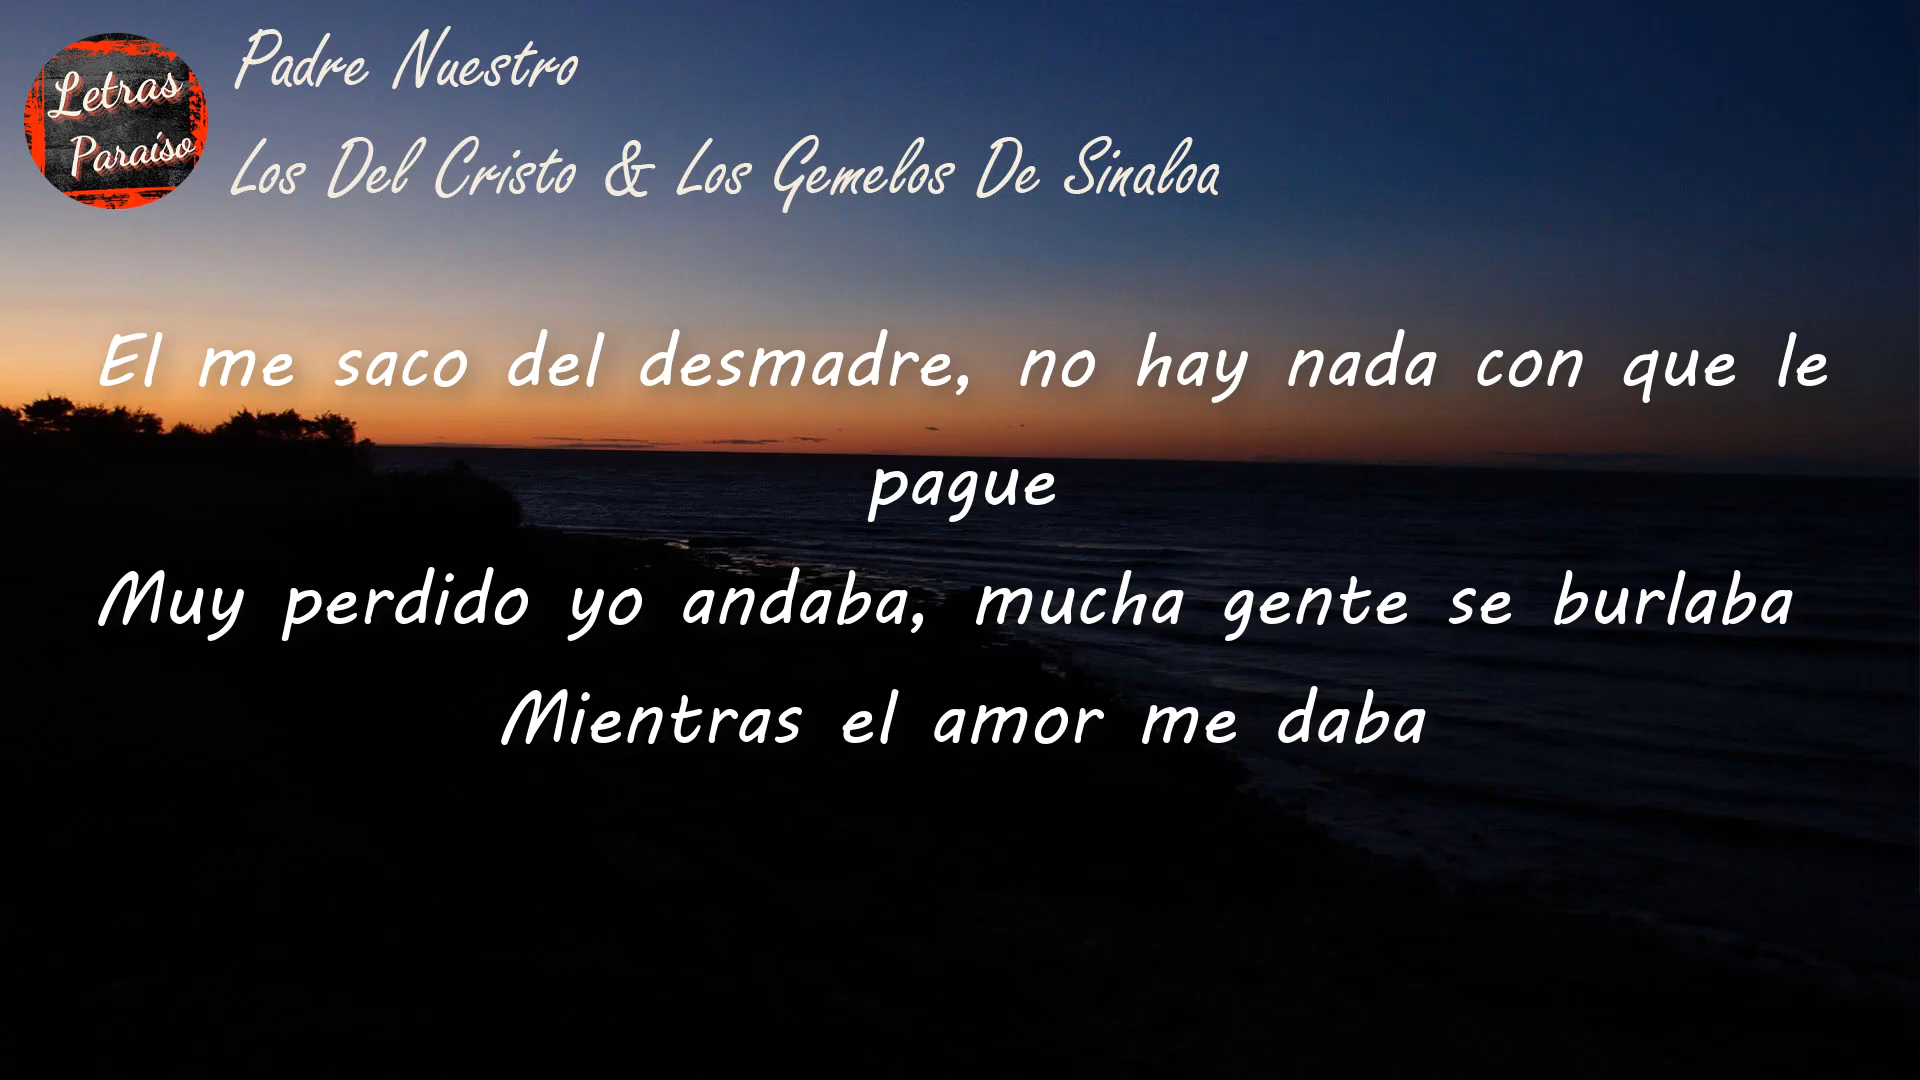 Letras
Paraíso
Padre Nuestro
Los Del Cristo & Los Gemelos De Sinaloa
El me saco del desmadre, no hay nada con que le
pague
Muy perdido yo andaba, mucha gente se burlaba
Mientras el amor me daba